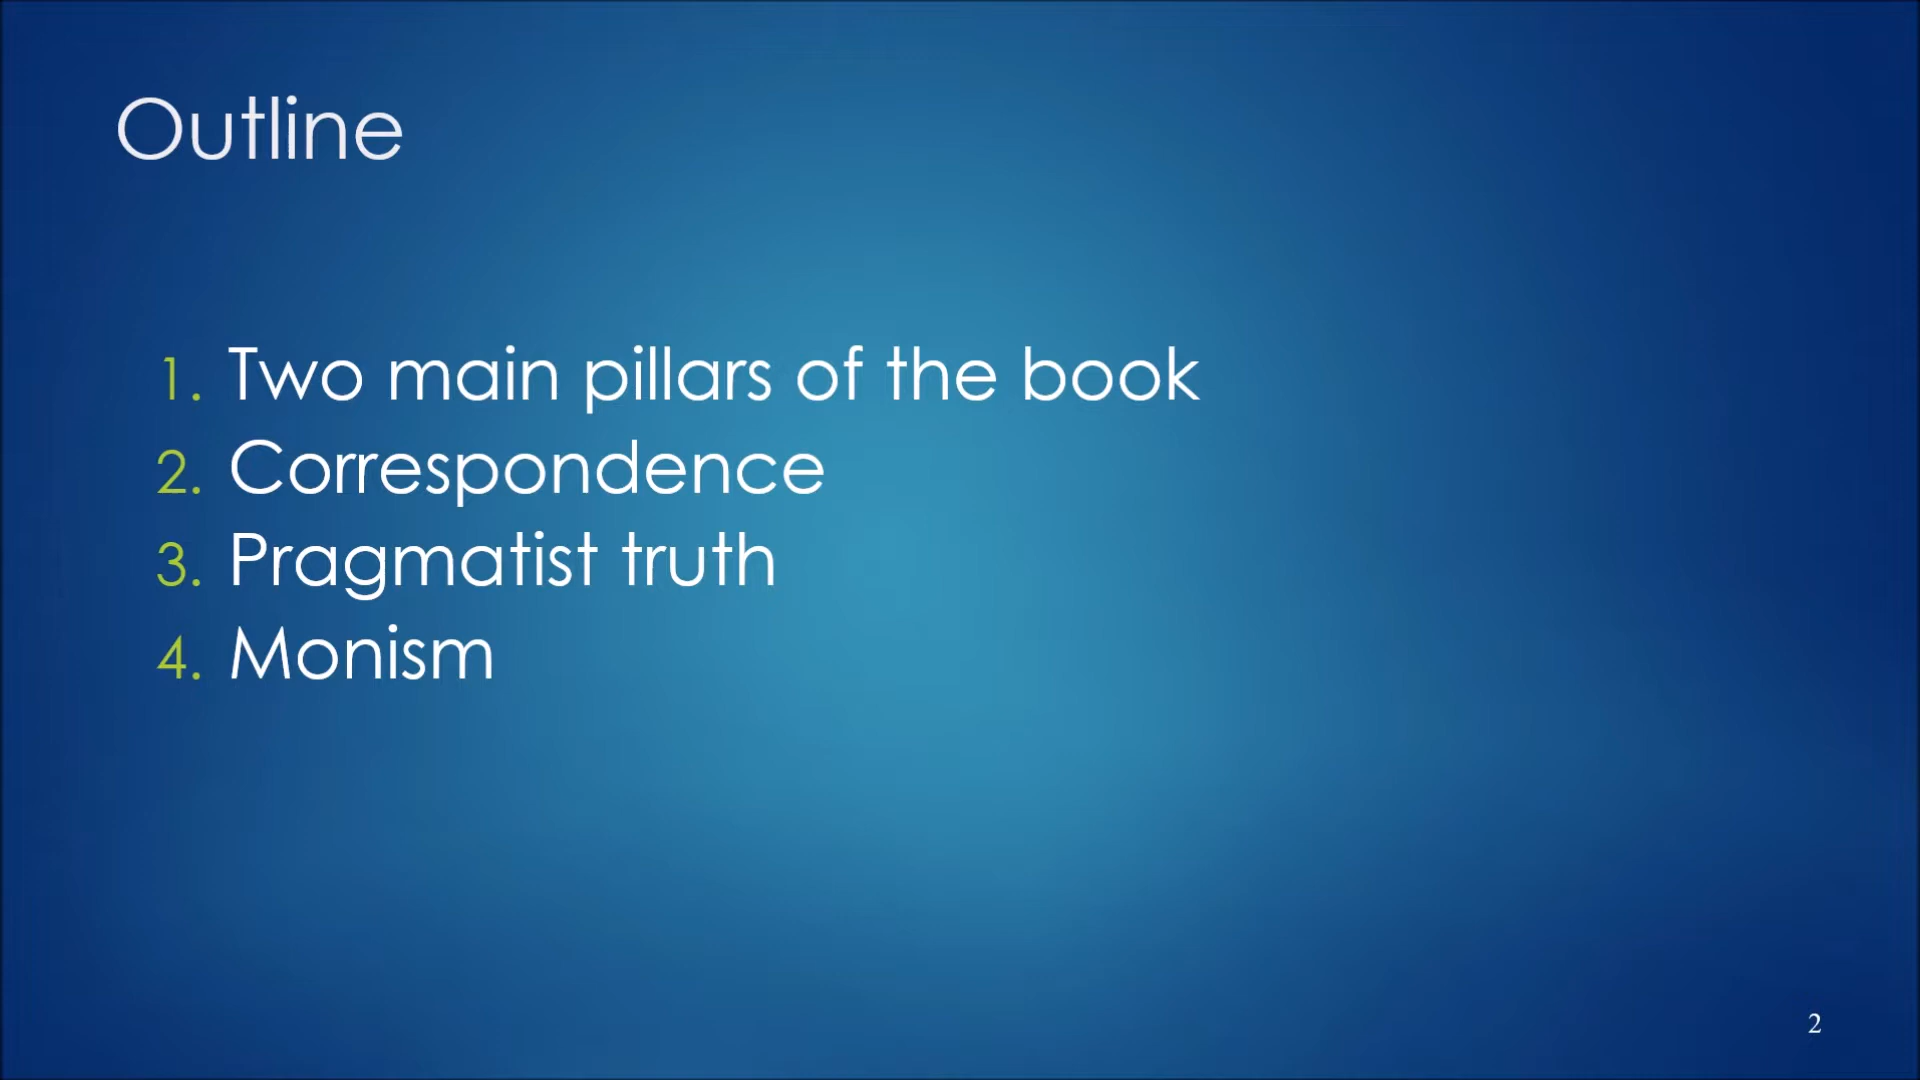 Outline
1. Two main pillars of the book
2. Correspondence
3. Pragmatist truth
4. Monism
2